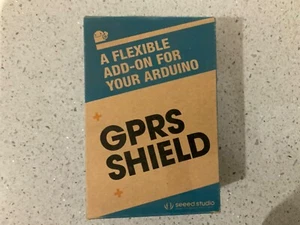 A FLEXIBLE
ADD-ON FOR
YOUR ARDUINO
GPRS
SHIELD
seeed studio